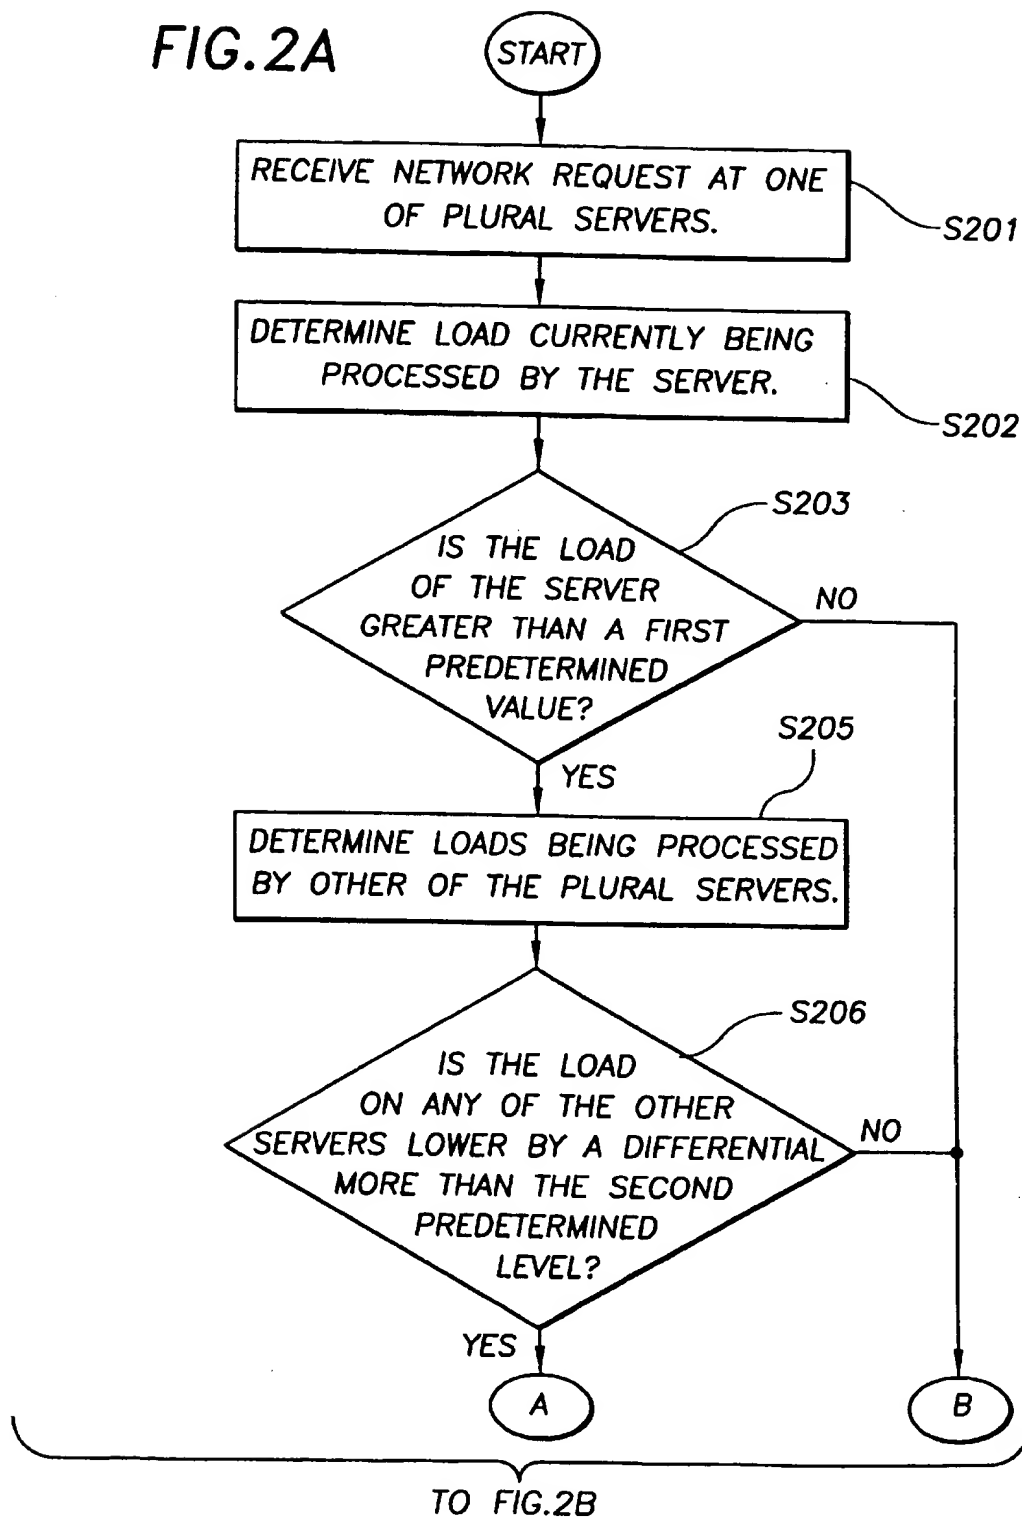 FIG.2A
START
RECEIVE NETWORK REQUEST AT ONE
OF PLURAL SERVERS.
S201
DETERMINE LOAD CURRENTLY BEING
PROCESSED BY THE SERVER.
S202
S203
IS THE LOAD
OF THE SERVER
GREATER THAN A FIRST
PREDETERMINED
VALUE?
NO
YES
S205
DETERMINE LOADS BEING PROCESSED
BY OTHER OF THE PLURAL SERVERS.
S206
IS THE LOAD
ON ANY OF THE OTHER
SERVERS LOWER BY A DIFFERENTIAL
MORE THAN THE SECOND
PREDETERMINED
LEVEL?
NO
YES
A
B
TO FIG.2B